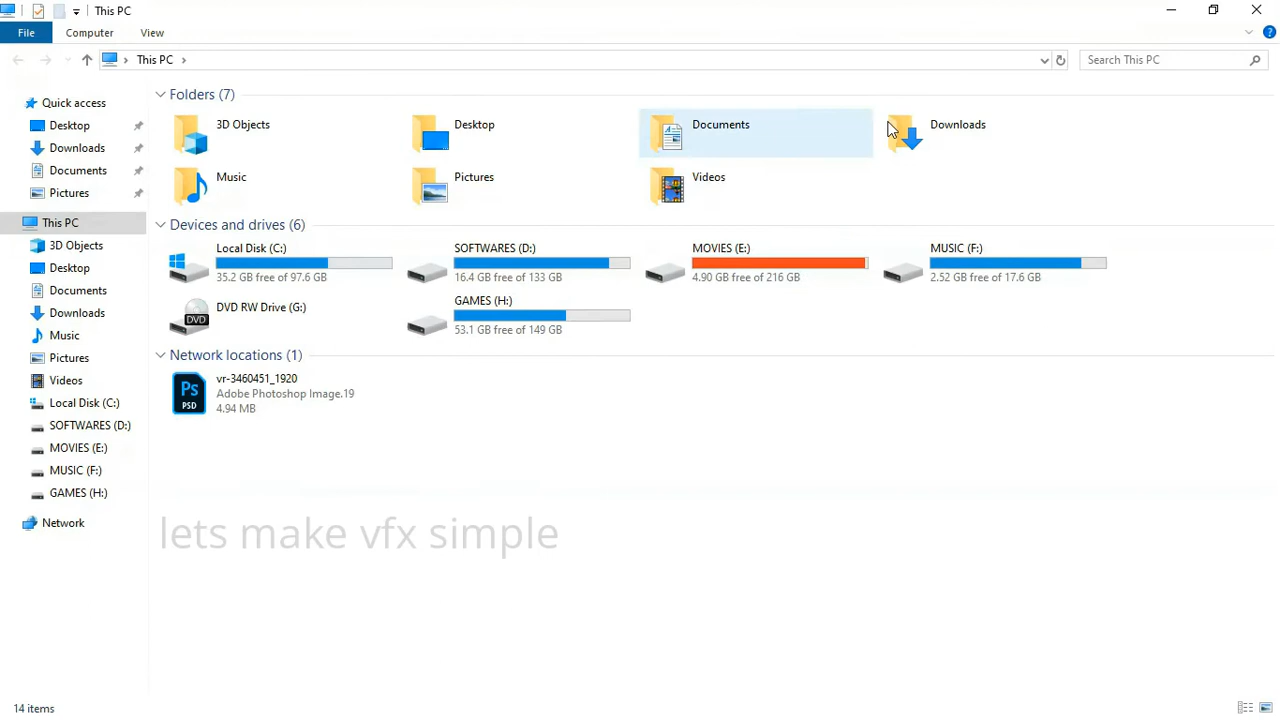 This PC
File
Computer
View
This PC
Search This PC
Quick access
Desktop
Downloads
Documents
Pictures
This PC
3D Objects
Desktop
Documents
Downloads
Music
Pictures
Videos
Local Disk (C:)
SOFTWARES (D:)
MOVIES (E:)
MUSIC (F:)
GAMES (H:)
Network
Folders (7)
3D Objects
Desktop
Documents
Downloads
Music
Pictures
Videos
Devices and drives (6)
Local Disk (C:)
35.2 GB free of 97.6 GB
SOFTWARES (D:)
16.4 GB free of 133 GB
MOVIES (E:)
4.90 GB free of 216 GB
MUSIC (F:)
2.52 GB free of 17.6 GB
DVD
DVD RW Drive (G:)
GAMES (H:)
53.1 GB free of 149 GB
Network locations (1)
Ps
PSD
vr-3460451_1920
Adobe Photoshop Image.19
4.94 MB
lets make vfx simple
14 items